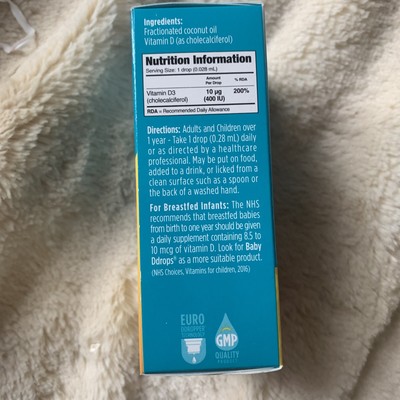 Ingredients:
Fractionated coconut oil
Vitamin D (as cholecalciferol)
Nutrition Information
Serving Size: 1 drop (0.028 mL)
Amount Per Drop % RDA
Vitamin D3 (cholecalciferol) 10 µg (400 IU) 200%
RDA = Recommended Daily Allowance
Directions: Adults and Children over
1 year - Take 1 drop (0.28 mL) daily
or as directed by a healthcare
professional. May be put on food,
added to a drink, or licked from a
clean surface such as a spoon or
the back of a washed hand.
For Breastfed Infants: The NHS
recommends that breastfed babies
from birth to one year should be given
a daily supplement containing 8.5 to
10 mcg of vitamin D. Look for Baby
Ddrops® as a more suitable product.
(NHS Choices, Vitamins for children, 2016)
EURO
TECHNOLOGY
GMP
QUALITY
PRODUCT